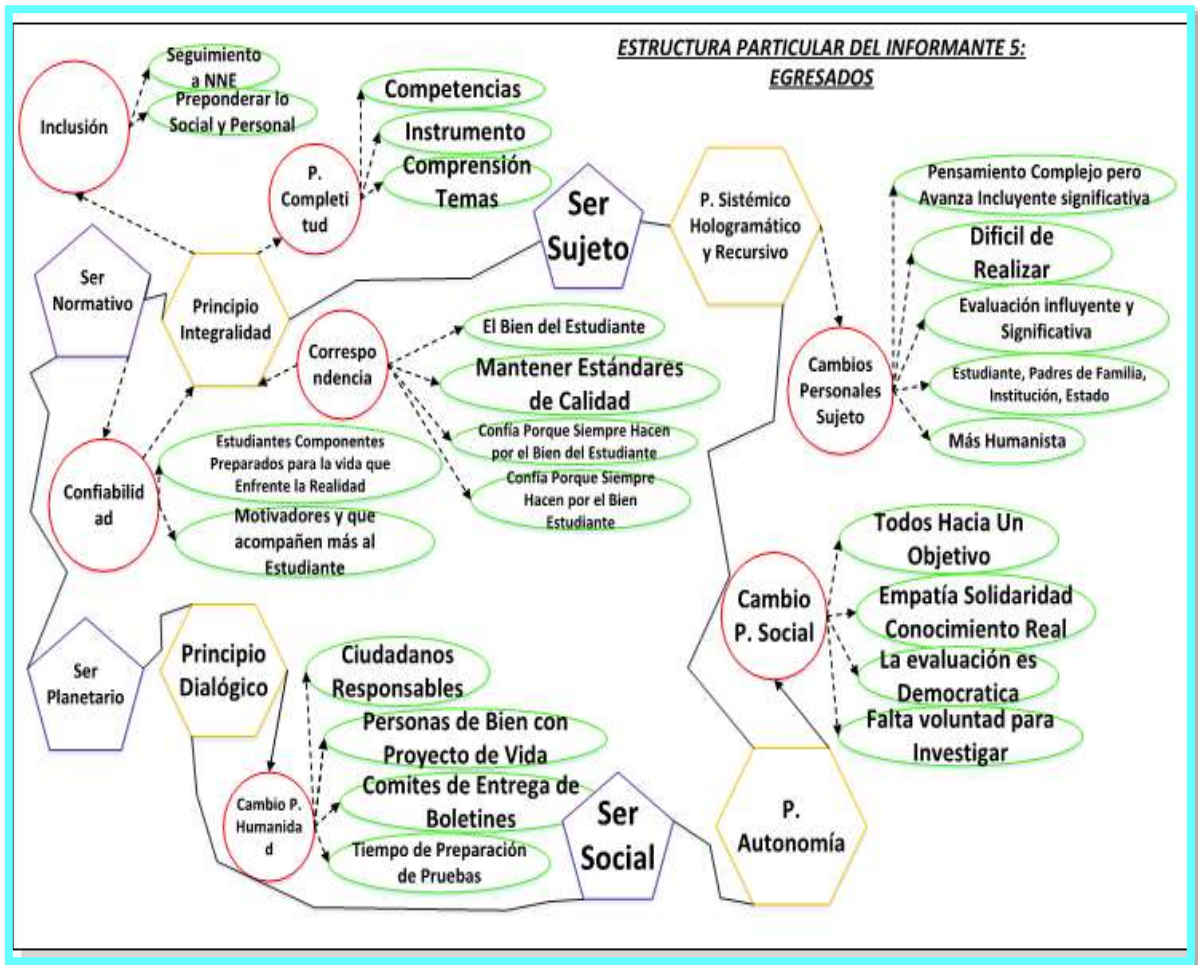 ESTRUCTURA PARTICULAR DEL INFORMANTE 5:
EGRESADOS
Inclusión
Seguimiento
a NNE
Preponderar lo
Social y Personal
P.
Completi
tud
Competencias
Instrumento
Comprensión
Temas
Ser
Normativo
Principio
Integralidad
Ser
Sujeto
P. Sistémico
Hologramático
y Recursivo
Pensamiento Complejo pero
Avanza Incluyente significativa
Dificil de
Realizar
Evaluación influyente y
Significativa
Estudiante, Padres de Familia,
Institución, Estado
Más Humanista
Cambios
Personales
Sujeto
Correspo
ndencia
El Bien del Estudiante
Mantener Estándares
de Calidad
Confía Porque Siempre Hacen
por el Bien del Estudiante
Confía Porque Siempre
Hacen por el Bien
Estudiante
Confiabilid
ad
Estudiantes Componentes
Preparados para la vida que
Enfrente la Realidad
Motivadores y que
acompañen más al
Estudiante
Cambio
P. Social
Todos Hacia Un
Objetivo
Empatía Solidaridad
Conocimiento Real
La evaluación es
Democratica
Falta voluntad para
Investigar
Ser
Planetario
Principio
Dialógico
Cambio P.
Humanida
d
Ciudadanos
Responsables
Personas de Bien con
Proyecto de Vida
Comites de Entrega de
Boletines
Tiempo de Preparación
de Pruebas
Ser
Social
P.
Autonomía